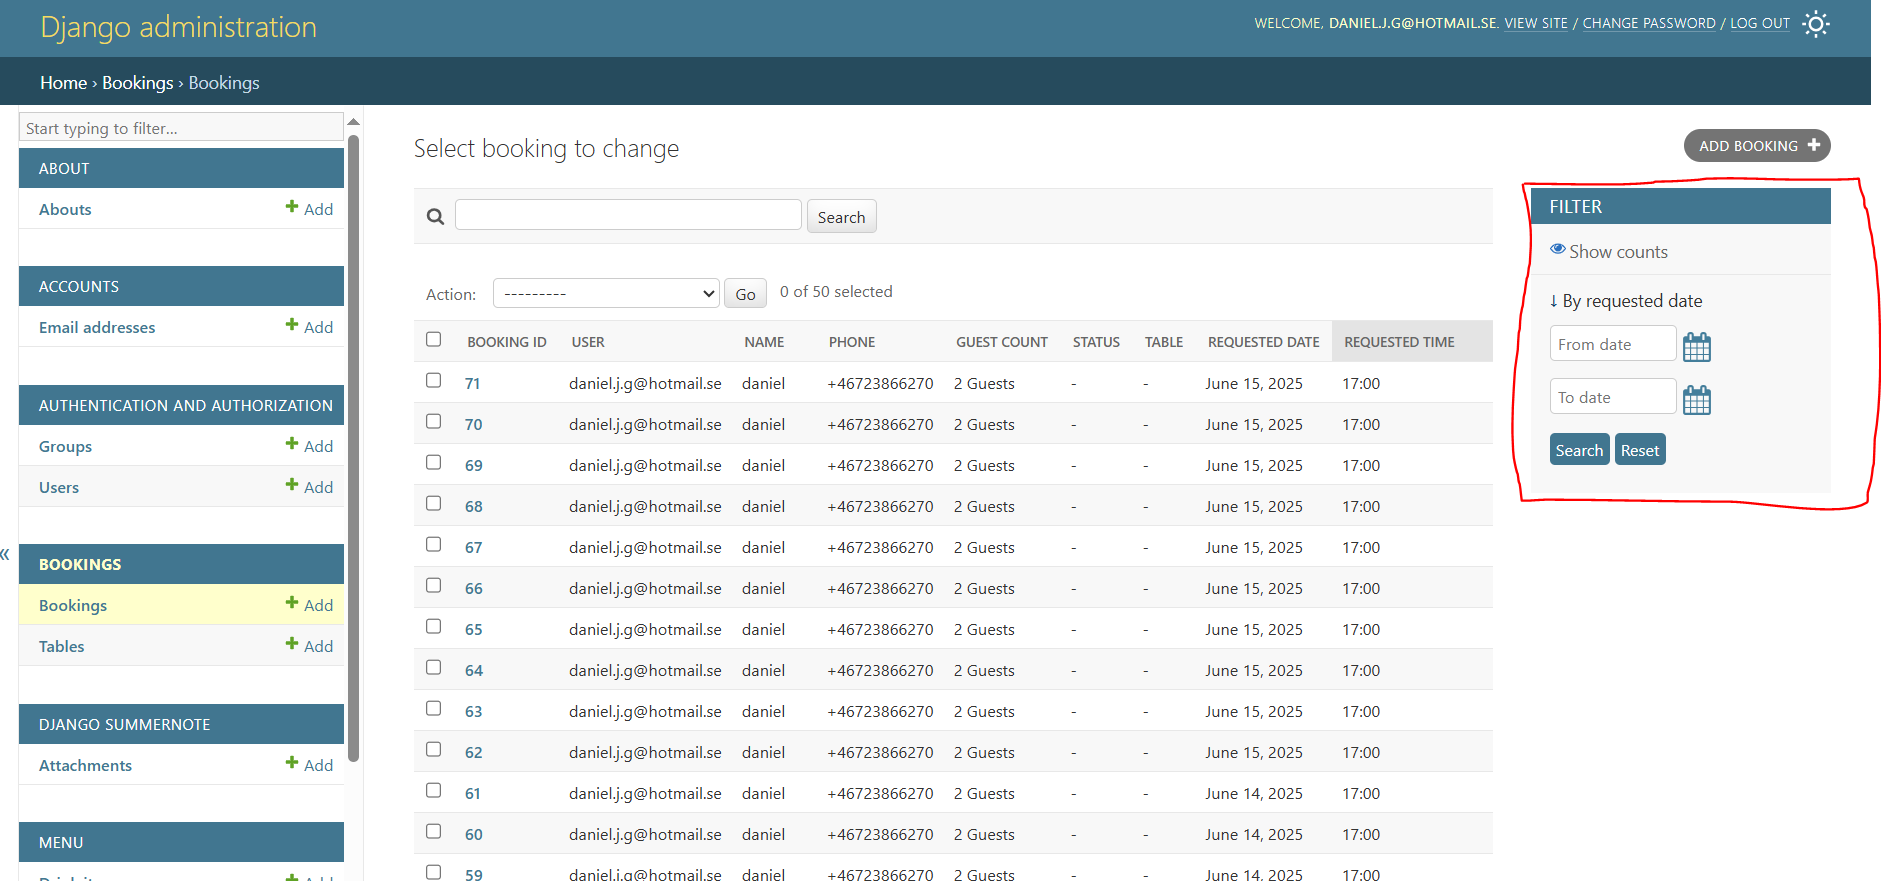 Django administration
WELCOME, DANIEL.J.G@HOTMAIL.SE. VIEW SITE / CHANGE PASSWORD / LOG OUT
Home › Bookings › Bookings
Start typing to filter...
ABOUT
Abouts Add
ACCOUNTS
Email addresses Add
AUTHENTICATION AND AUTHORIZATION
Groups Add
Users Add
«
BOOKINGS
Bookings Add
Tables Add
DJANGO SUMMERNOTE
Attachments Add
MENU
Select booking to change
ADD BOOKING
Search
Action: --------- Go 0 of 50 selected
BOOKING ID USER NAME PHONE GUEST COUNT STATUS TABLE REQUESTED DATE REQUESTED TIME
71 daniel.j.g@hotmail.se daniel +46723866270 2 Guests - - June 15, 2025 17:00
70 daniel.j.g@hotmail.se daniel +46723866270 2 Guests - - June 15, 2025 17:00
69 daniel.j.g@hotmail.se daniel +46723866270 2 Guests - - June 15, 2025 17:00
68 daniel.j.g@hotmail.se daniel +46723866270 2 Guests - - June 15, 2025 17:00
67 daniel.j.g@hotmail.se daniel +46723866270 2 Guests - - June 15, 2025 17:00
66 daniel.j.g@hotmail.se daniel +46723866270 2 Guests - - June 15, 2025 17:00
65 daniel.j.g@hotmail.se daniel +46723866270 2 Guests - - June 15, 2025 17:00
64 daniel.j.g@hotmail.se daniel +46723866270 2 Guests - - June 15, 2025 17:00
63 daniel.j.g@hotmail.se daniel +46723866270 2 Guests - - June 15, 2025 17:00
62 daniel.j.g@hotmail.se daniel +46723866270 2 Guests - - June 15, 2025 17:00
61 daniel.j.g@hotmail.se daniel +46723866270 2 Guests - - June 14, 2025 17:00
60 daniel.j.g@hotmail.se daniel +46723866270 2 Guests - - June 14, 2025 17:00
59 daniel.j.g@hotmail.se daniel +46723866270 2 Guests - - June 14, 2025 17:00
FILTER
Show counts
↓ By requested date
From date
To date
Search Reset